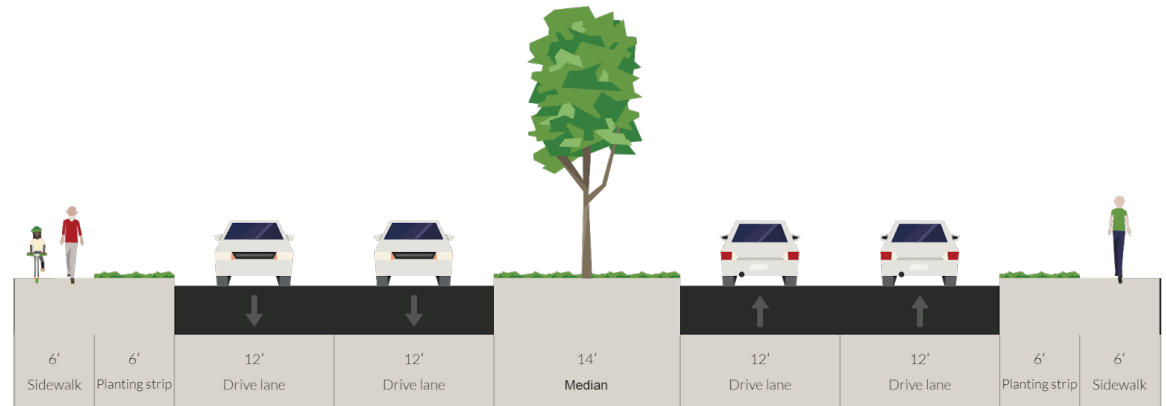 6′
Sidewalk
6′
Planting strip
12′
Drive lane
12′
Drive lane
14′
Median
12′
Drive lane
12′
Drive lane
6′
Planting strip
6′
Sidewalk